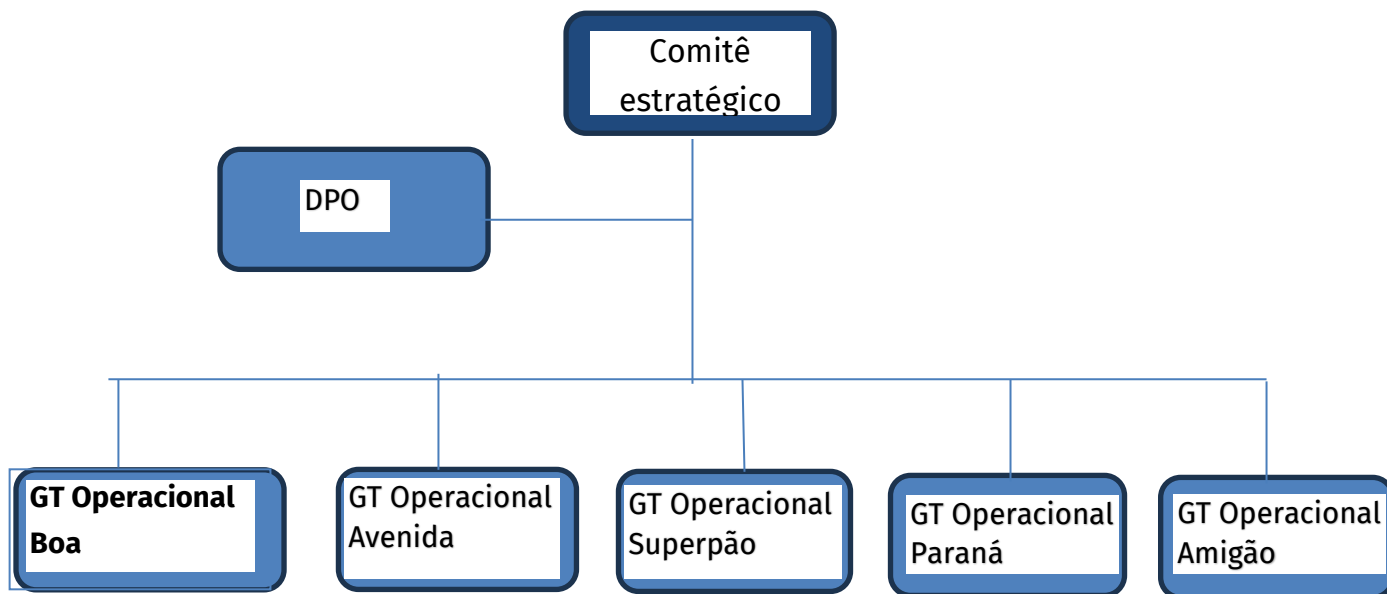 Comitê
estratégico
DPO
GT Operacional
Boa
GT Operacional
Avenida
GT Operacional
Superpão
GT Operacional
Paraná
GT Operacional
Amigão